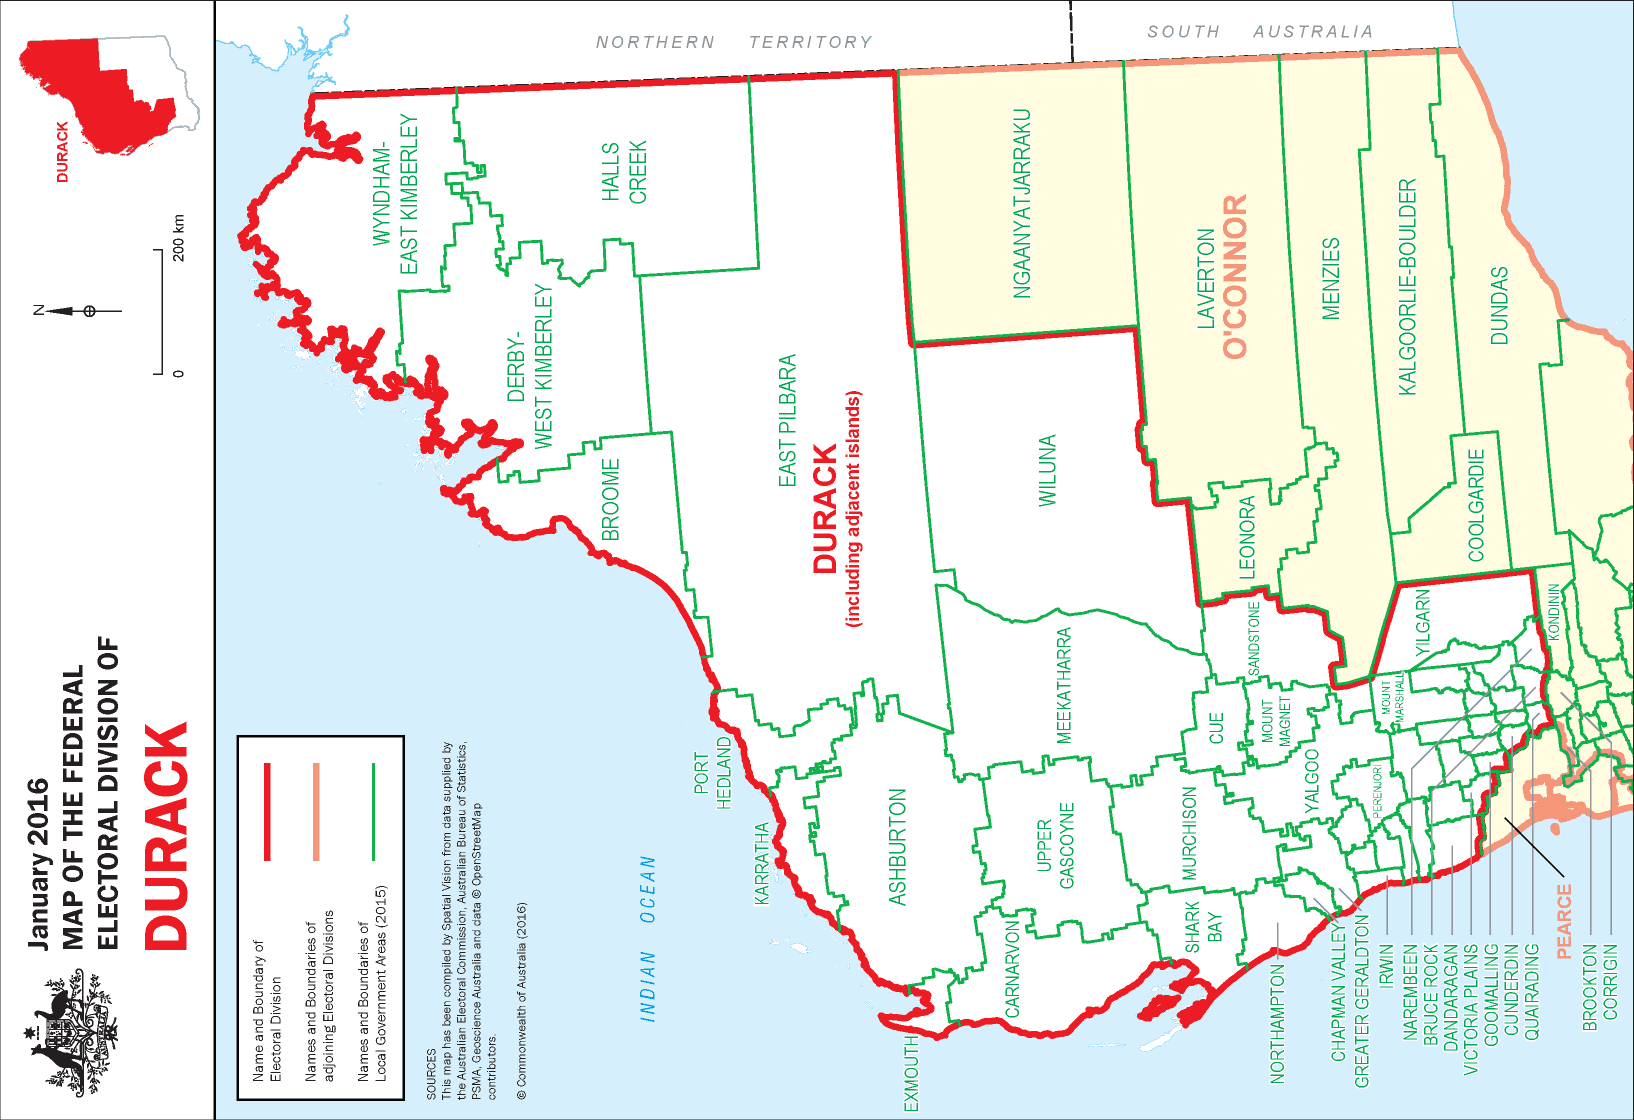 January 2016
MAP OF THE FEDERAL
ELECTORAL DIVISION OF
DURACK
N
0
200 km
DURACK
Name and Boundary of
Electoral Division
Names and Boundaries of
adjoining Electoral Divisions
Names and Boundaries of
Local Government Areas (2015)
SOURCES
This map has been compiled by Spatial Vision from data supplied by
the Australian Electoral Commission, Australian Bureau of Statistics,
PSMA, Geoscience Australia and data © OpenStreetMap
contributors.
© Commonwealth of Australia (2016)
INDIAN OCEAN
NORTHERN TERRITORY
SOUTH AUSTRALIA
WYNDHAM-
EAST KIMBERLEY
HALLS
CREEK
DERBY-
WEST KIMBERLEY
BROOME
EAST PILBARA
DURACK
(including adjacent islands)
PORT
HEDLAND
KARRATHA
ASHBURTON
EXMOUTH
CARNARVON
UPPER
GASCOYNE
MEEKATHARRA
WILUNA
NGAANYATJARRAKU
LAVERTON
O'CONNOR
MENZIES
KALGOORLIE-BOULDER
DUNDAS
COOLGARDIE
LEONORA
SANDSTONE
CUE
MOUNT
MAGNET
YALGOO
MURCHISON
SHARK
BAY
PERENJORI
MOUNT
MARSHALL
YILGARN
KONDININ
NORTHAMPTON
CHAPMAN VALLEY
GREATER GERALDTON
IRWIN
NAREMBEEN
BRUCE ROCK
DANDARAGAN
VICTORIA PLAINS
GOOMALLING
CUNDERDIN
QUAIRADING
PEARCE
BROOKTON
CORRIGIN